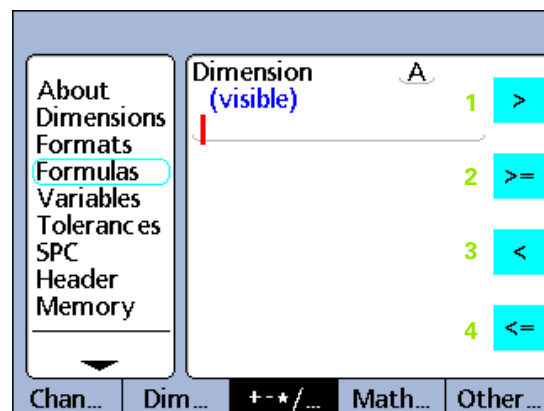 About
Dimensions
Formats
Formulas
Variables
Tolerances
SPC
Header
Memory
Dimension A
(visible)
1 >
2 >=
3 <
4 <=
Chan... Dim... +-*/... Math... Other...